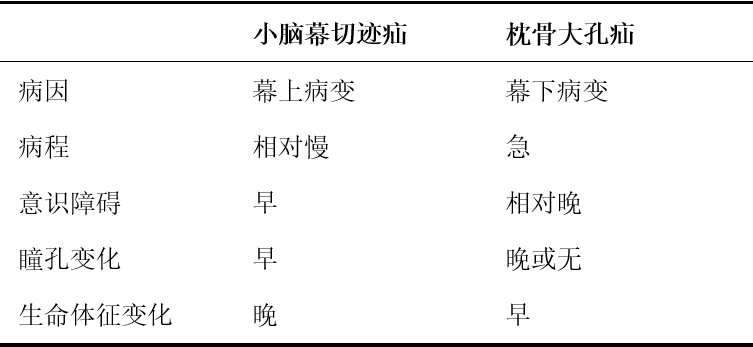 小脑幕切迹疝 枕骨大孔疝
病因 幕上病变 幕下病变
病程 相对慢 急
意识障碍 早 相对晚
瞳孔变化 早 晚或无
生命体征变化 晚 早